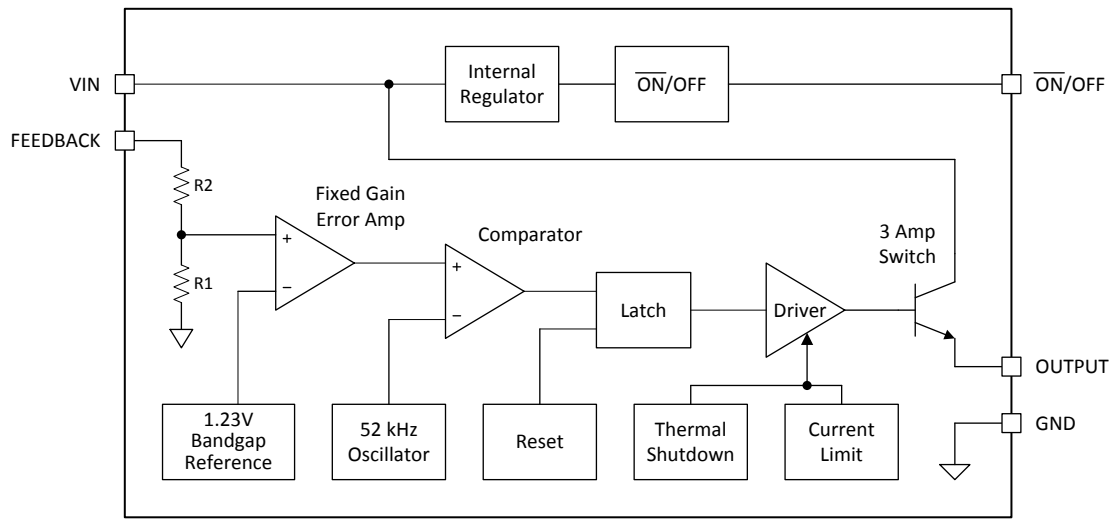 VIN
Internal
Regulator
ON/OFF
ON/OFF
FEEDBACK
R2
Fixed Gain
Error Amp
+
−
R1
Comparator
+
−
3 Amp
Switch
Latch
Driver
OUTPUT
1.23V
Bandgap
Reference
52 kHz
Oscillator
Reset
Thermal
Shutdown
Current
Limit
GND